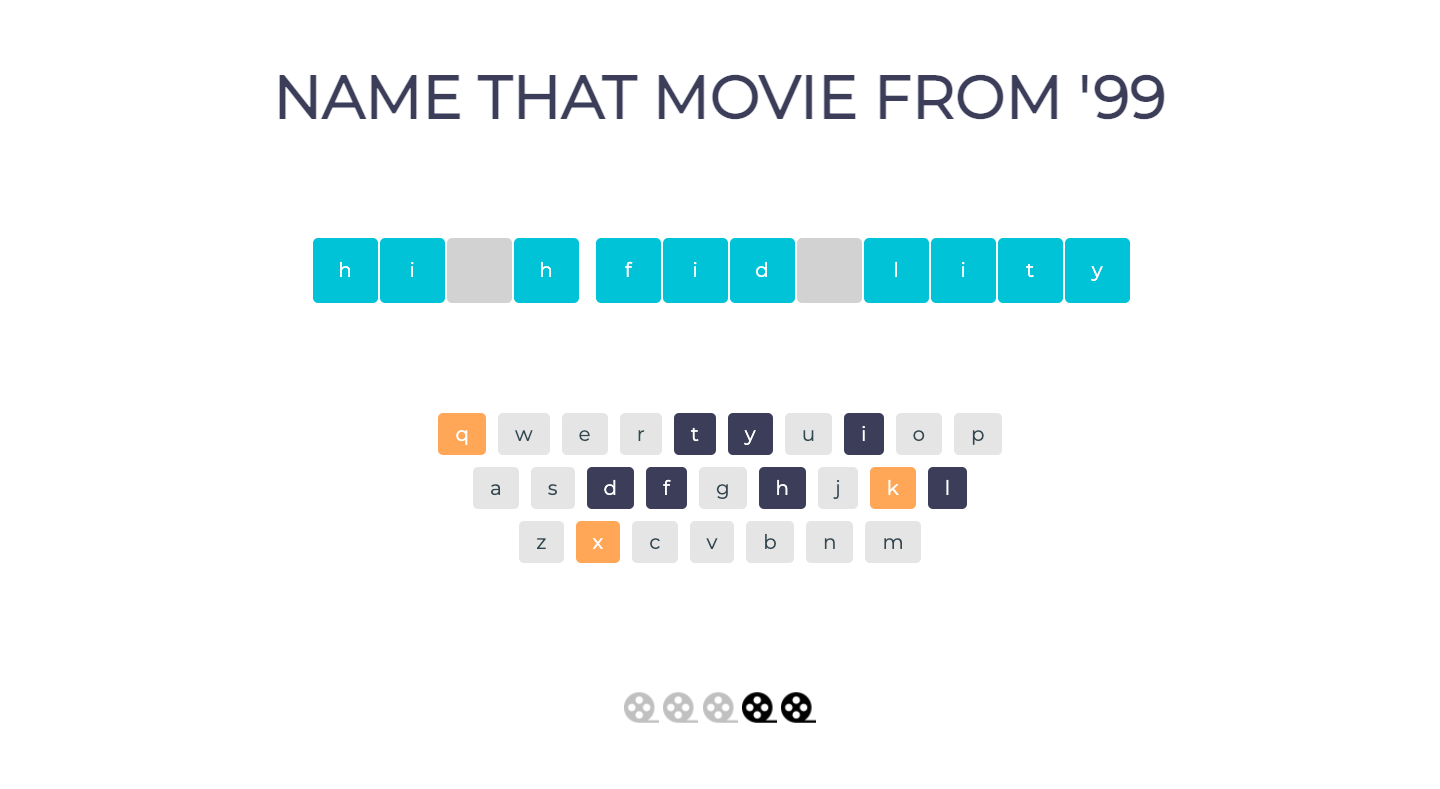 NAME THAT MOVIE FROM '99
h i h f i d l i t y
q w e r t y u i o p
a s d f g h j k l
z x c v b n m